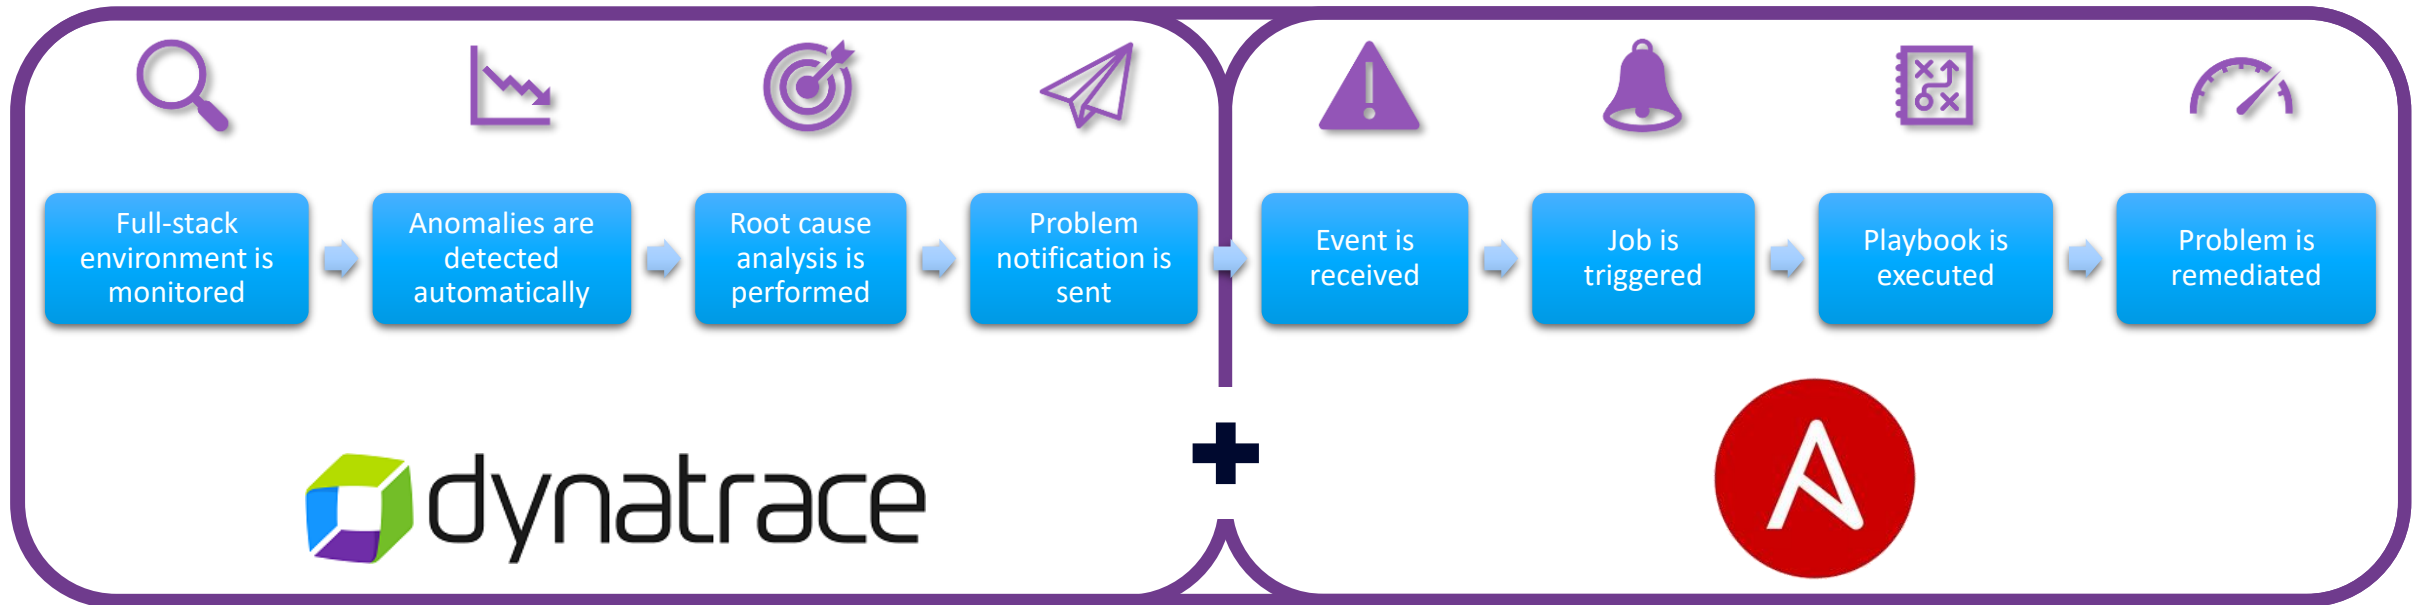 Full-stack
environment is
monitored
Anomalies are
detected
automatically
Root cause
analysis is
performed
Problem
notification is
sent
Event is
received
Job is
triggered
Playbook is
executed
Problem is
remediated
dynatrace